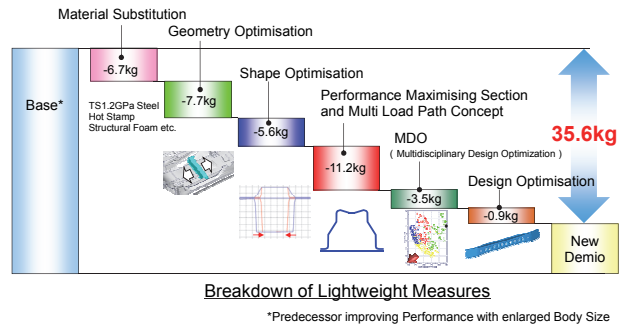 Material Substitution
-6.7kg
Geometry Optimisation
-7.7kg
Shape Optimisation
-5.6kg
Performance Maximising Section
and Multi Load Path Concept
-11.2kg
MDO
( Multidisciplinary Design Optimization )
-3.5kg
Design Optimisation
-0.9kg
35.6kg
Base*
TS1.2GPa Steel
Hot Stamp
Structural Foam etc.
New
Demio
Breakdown of Lightweight Measures
*Predecessor improving Performance with enlarged Body Size